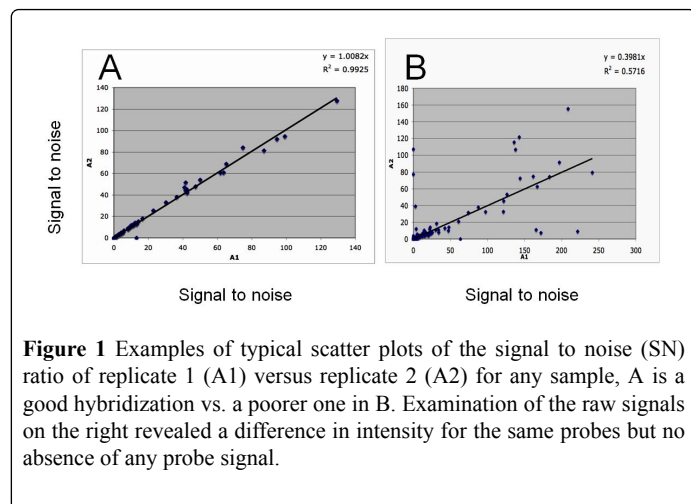 A
y = 1.0082x
R² = 0.9925
140
120
100
80
60
40
20
0
A2
0 20 40 60 80 100 120 140
A1
Signal to noise
Signal to noise
B
y = 0.3981x
R² = 0.5716
180
160
140
120
100
80
60
40
20
0
A2
0 50 100 150 200 250 300
A1
Signal to noise
Figure 1 Examples of typical scatter plots of the signal to noise (SN)
ratio of replicate 1 (A1) versus replicate 2 (A2) for any sample, A is a
good hybridization vs. a poorer one in B. Examination of the raw signals
on the right revealed a difference in intensity for the same probes but no
absence of any probe signal.